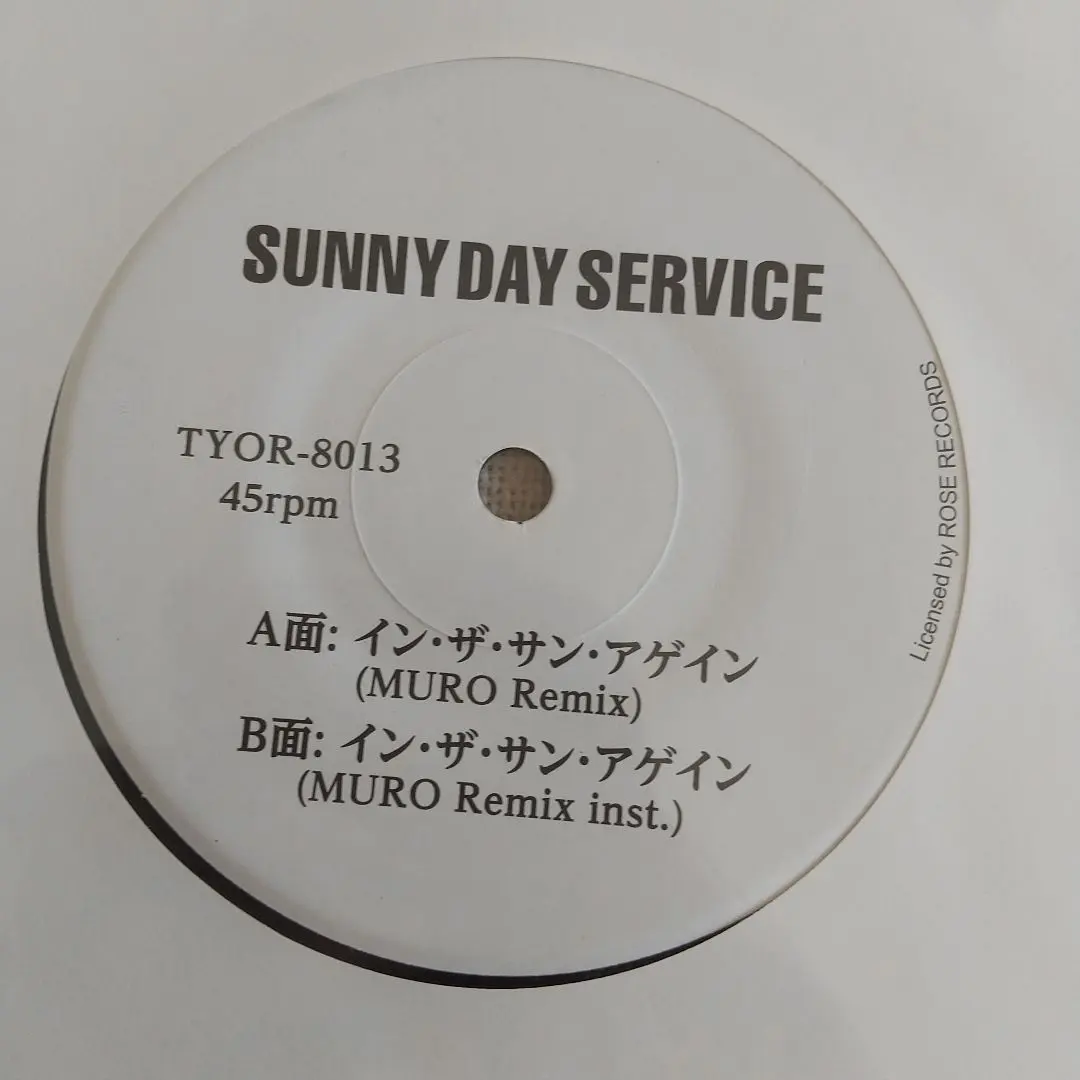 SUNNY DAY SERVICE
TYOR-8013
45rpm
A面: イン・ザ・サン・アゲイン
(MURO Remix)
B面: イン・ザ・サン・アゲイン
(MURO Remix inst.)
Licensed by ROSE RECORDS